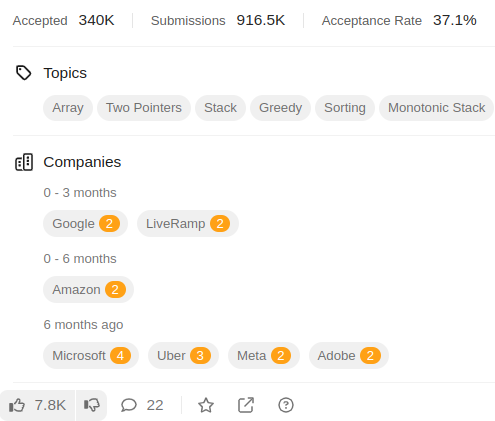 Accepted 340K Submissions 916.5K Acceptance Rate 37.1%
Topics
Array Two Pointers Stack Greedy Sorting Monotonic Stack
Companies
0 - 3 months
Google 2 LiveRamp 2
0 - 6 months
Amazon 2
6 months ago
Microsoft 4 Uber 3 Meta 2 Adobe 2
7.8K 22